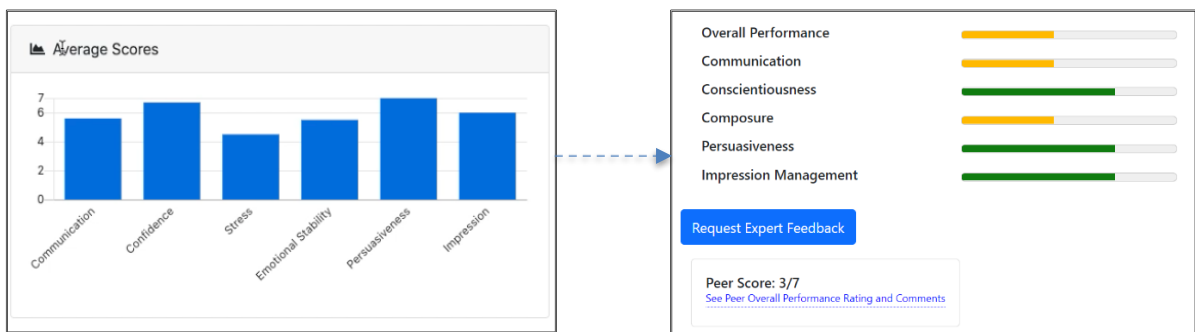 Average Scores
7
6
4
2
0
Communication
Confidence
Stress
Emotional Stability
Persuasiveness
Impression
Overall Performance
Communication
Conscientiousness
Composure
Persuasiveness
Impression Management
Request Expert Feedback
Peer Score: 3/7
See Peer Overall Performance Rating and Comments